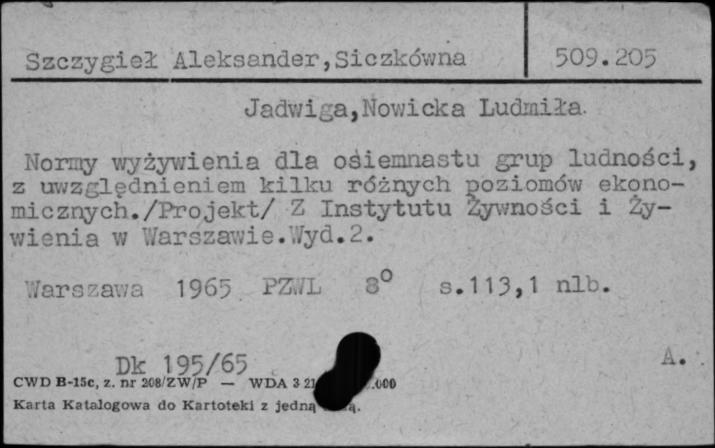 Szczygieł Aleksander,Siczkówna 509.205
Jadwiga,Nowicka Ludmiła.
Normy wyżywienia dla osiemnastu grup ludności,
z uwzględnieniem kilku różnych poziomów ekono-
micznych./Projekt/ Z Instytutu Żywności i Ży-
wienia w Warszawie.Wyd.2.
Warszawa 1965 PZWL 8° s.113,1 nlb.
Dk 195/65 A.
CWD B-15c, z. nr 208/ZW/P — WDA 3 21 .000
Karta Katalogowa do Kartoteki z jedną